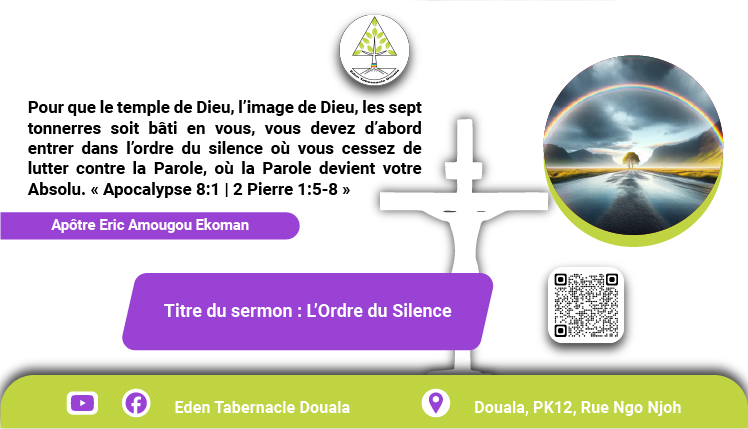 Eden Tabernacle Douala
Pour que le temple de Dieu, l’image de Dieu, les sept
tonnerres soit bâti en vous, vous devez d’abord
entrer dans l’ordre du silence où vous cessez de
lutter contre la Parole, où la Parole devient votre
Absolu. « Apocalypse 8:1 | 2 Pierre 1:5-8 »
Apôtre Eric Amougou Ekoman
Titre du sermon : L’Ordre du Silence
Eden Tabernacle Douala
Douala, PK12, Rue Ngo Njoh